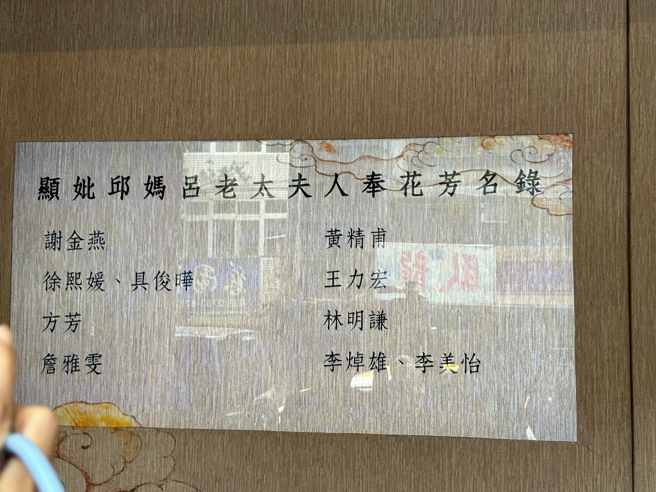 顯妣邱媽呂老太夫人奉花芳名錄
謝金燕
徐熙媛、具俊曄
方芳
詹雅雯
黃精甫
王力宏
林明謙
李焯雄、李美怡